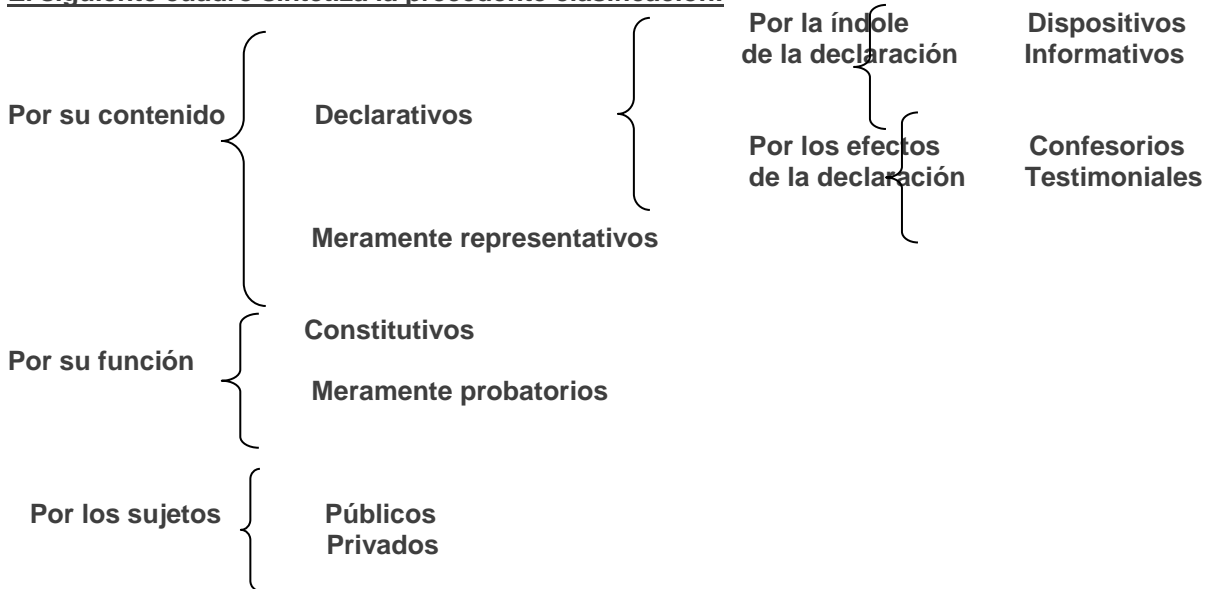 El siguiente cuadro sintetiza la precedente clasificación:
Por la índole Dispositivos
de la declaración Informativos
Por su contenido Declarativos
Por los efectos Confesorios
de la declaración Testimoniales
Meramente representativos
Constitutivos
Por su función
Meramente probatorios
Por los sujetos Públicos
Privados